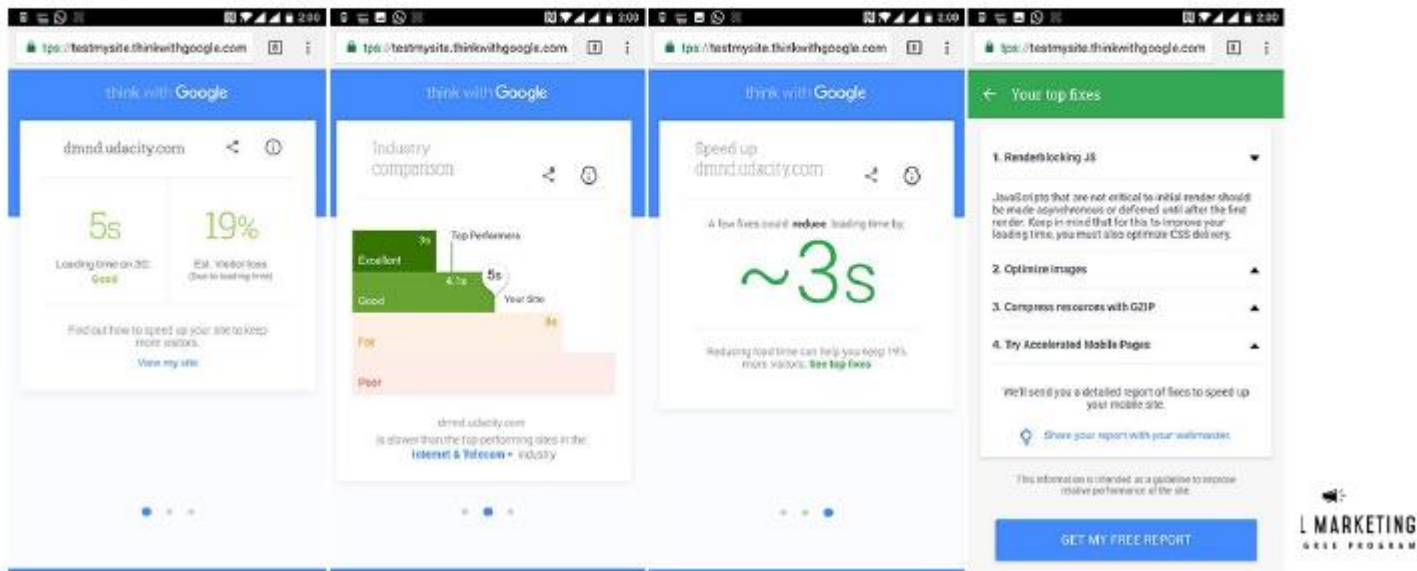 2:00
tps://testmysite.thinkwithgoogle.com
think with Google
dmnd.udacity.com
5s
Loading time on 3G:
Good
19%
Est. Visitor loss
(Due to loading time)
Find out how to speed up your site to keep
more visitors.
View my site
2:00
tps://testmysite.thinkwithgoogle.com
think with Google
Industry
comparison
3s
Top Performers
Excellent
4.1s
5s
Good
Your Site
8s
Fair
Poor
dmnd.udacity.com
is slower than the top-performing sites in the
Internet & Telecom industry
2:00
tps://testmysite.thinkwithgoogle.com
think with Google
Speed up
dmnd.udacity.com
A few fixes could reduce loading time by:
~3s
Reducing load time can help you keep 19%
more visitors. See top fixes
2:00
tps://testmysite.thinkwithgoogle.com
← Your top fixes
1. Renderblocking JS
JavaScripts that are not critical to initial render should
be made asynchronous or deferred until after the first
render. Keep in mind that for this to improve your
loading time, you must also optimize CSS delivery.
2. Optimize images
3. Compress resources with GZIP
4. Try Accelerated Mobile Pages
We'll send you a detailed report of fixes to speed up
your mobile site.
Share your report with your webmaster.
This information is intended as a guideline to improve
relative performance of the site.
GET MY FREE REPORT
L MARKETING
GREE PROGRAM